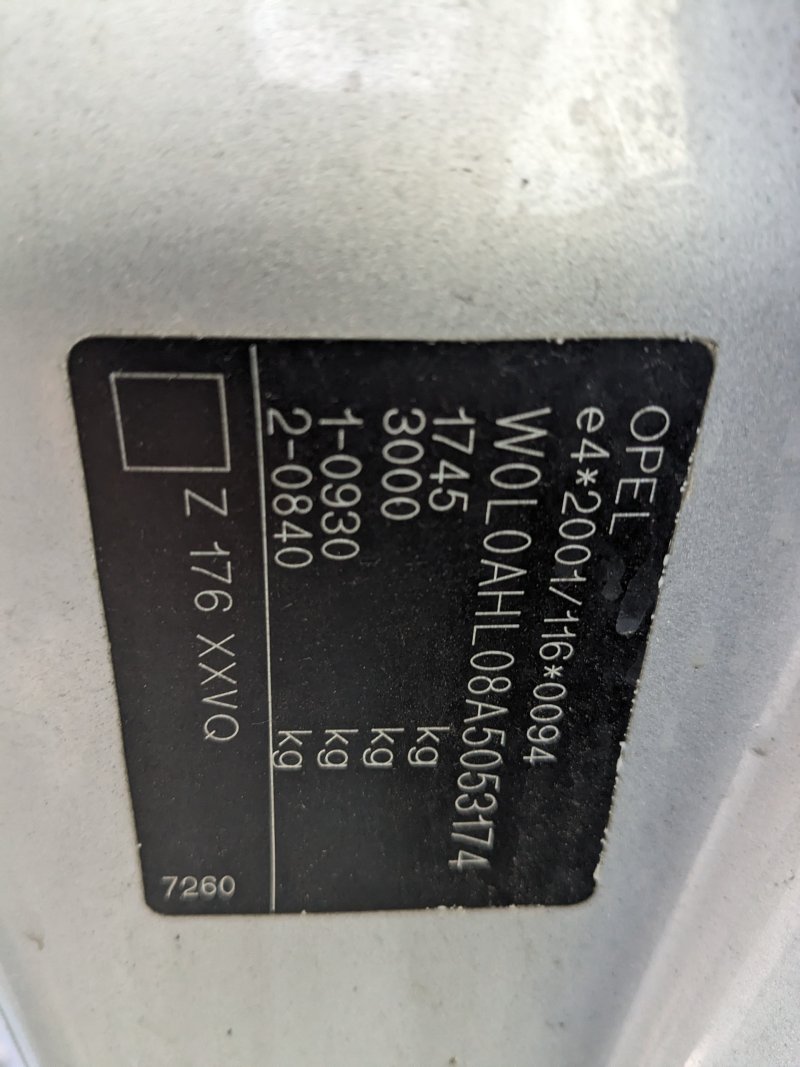 OPEL
e4*2001/116*0094
W0L0AHL08A5053174
1745 kg
3000 kg
1-0930 kg
2-0840 kg
Z 176 XXVQ
7260